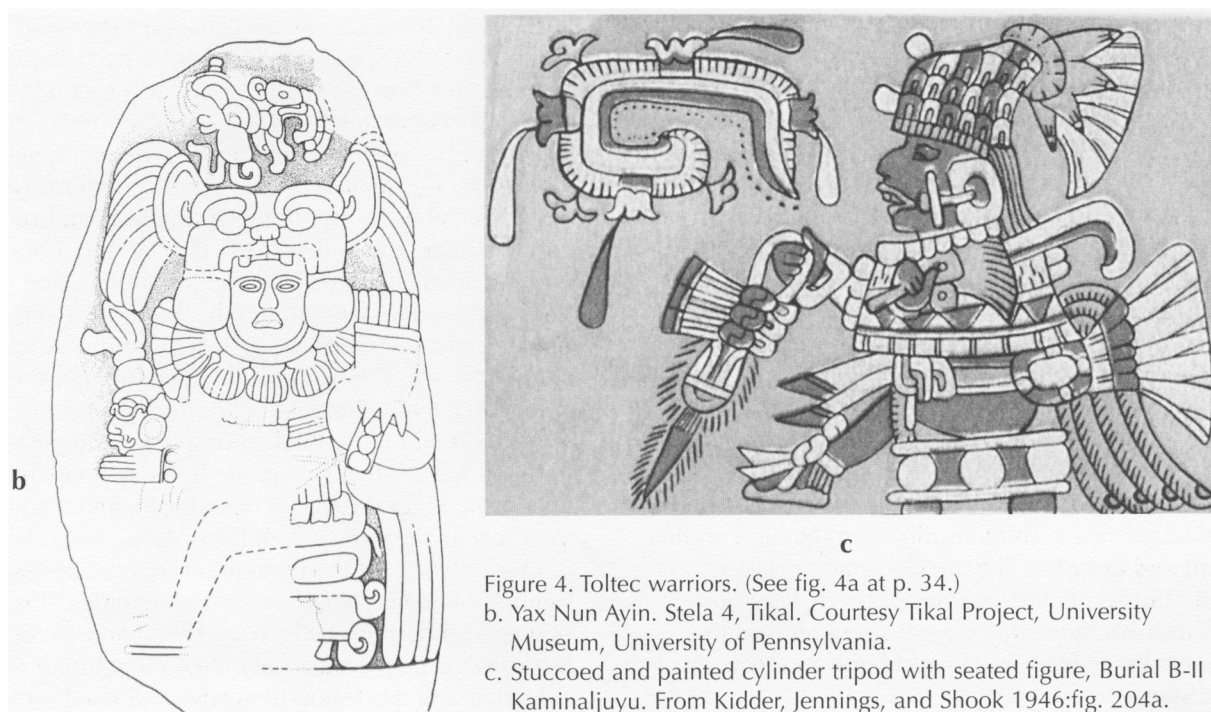 b
c
Figure 4. Toltec warriors. (See fig. 4a at p. 34.)
b. Yax Nun Ayin. Stela 4, Tikal. Courtesy Tikal Project, University
Museum, University of Pennsylvania.
c. Stuccoed and painted cylinder tripod with seated figure, Burial B-II
Kaminaljuyu. From Kidder, Jennings, and Shook 1946:fig. 204a.